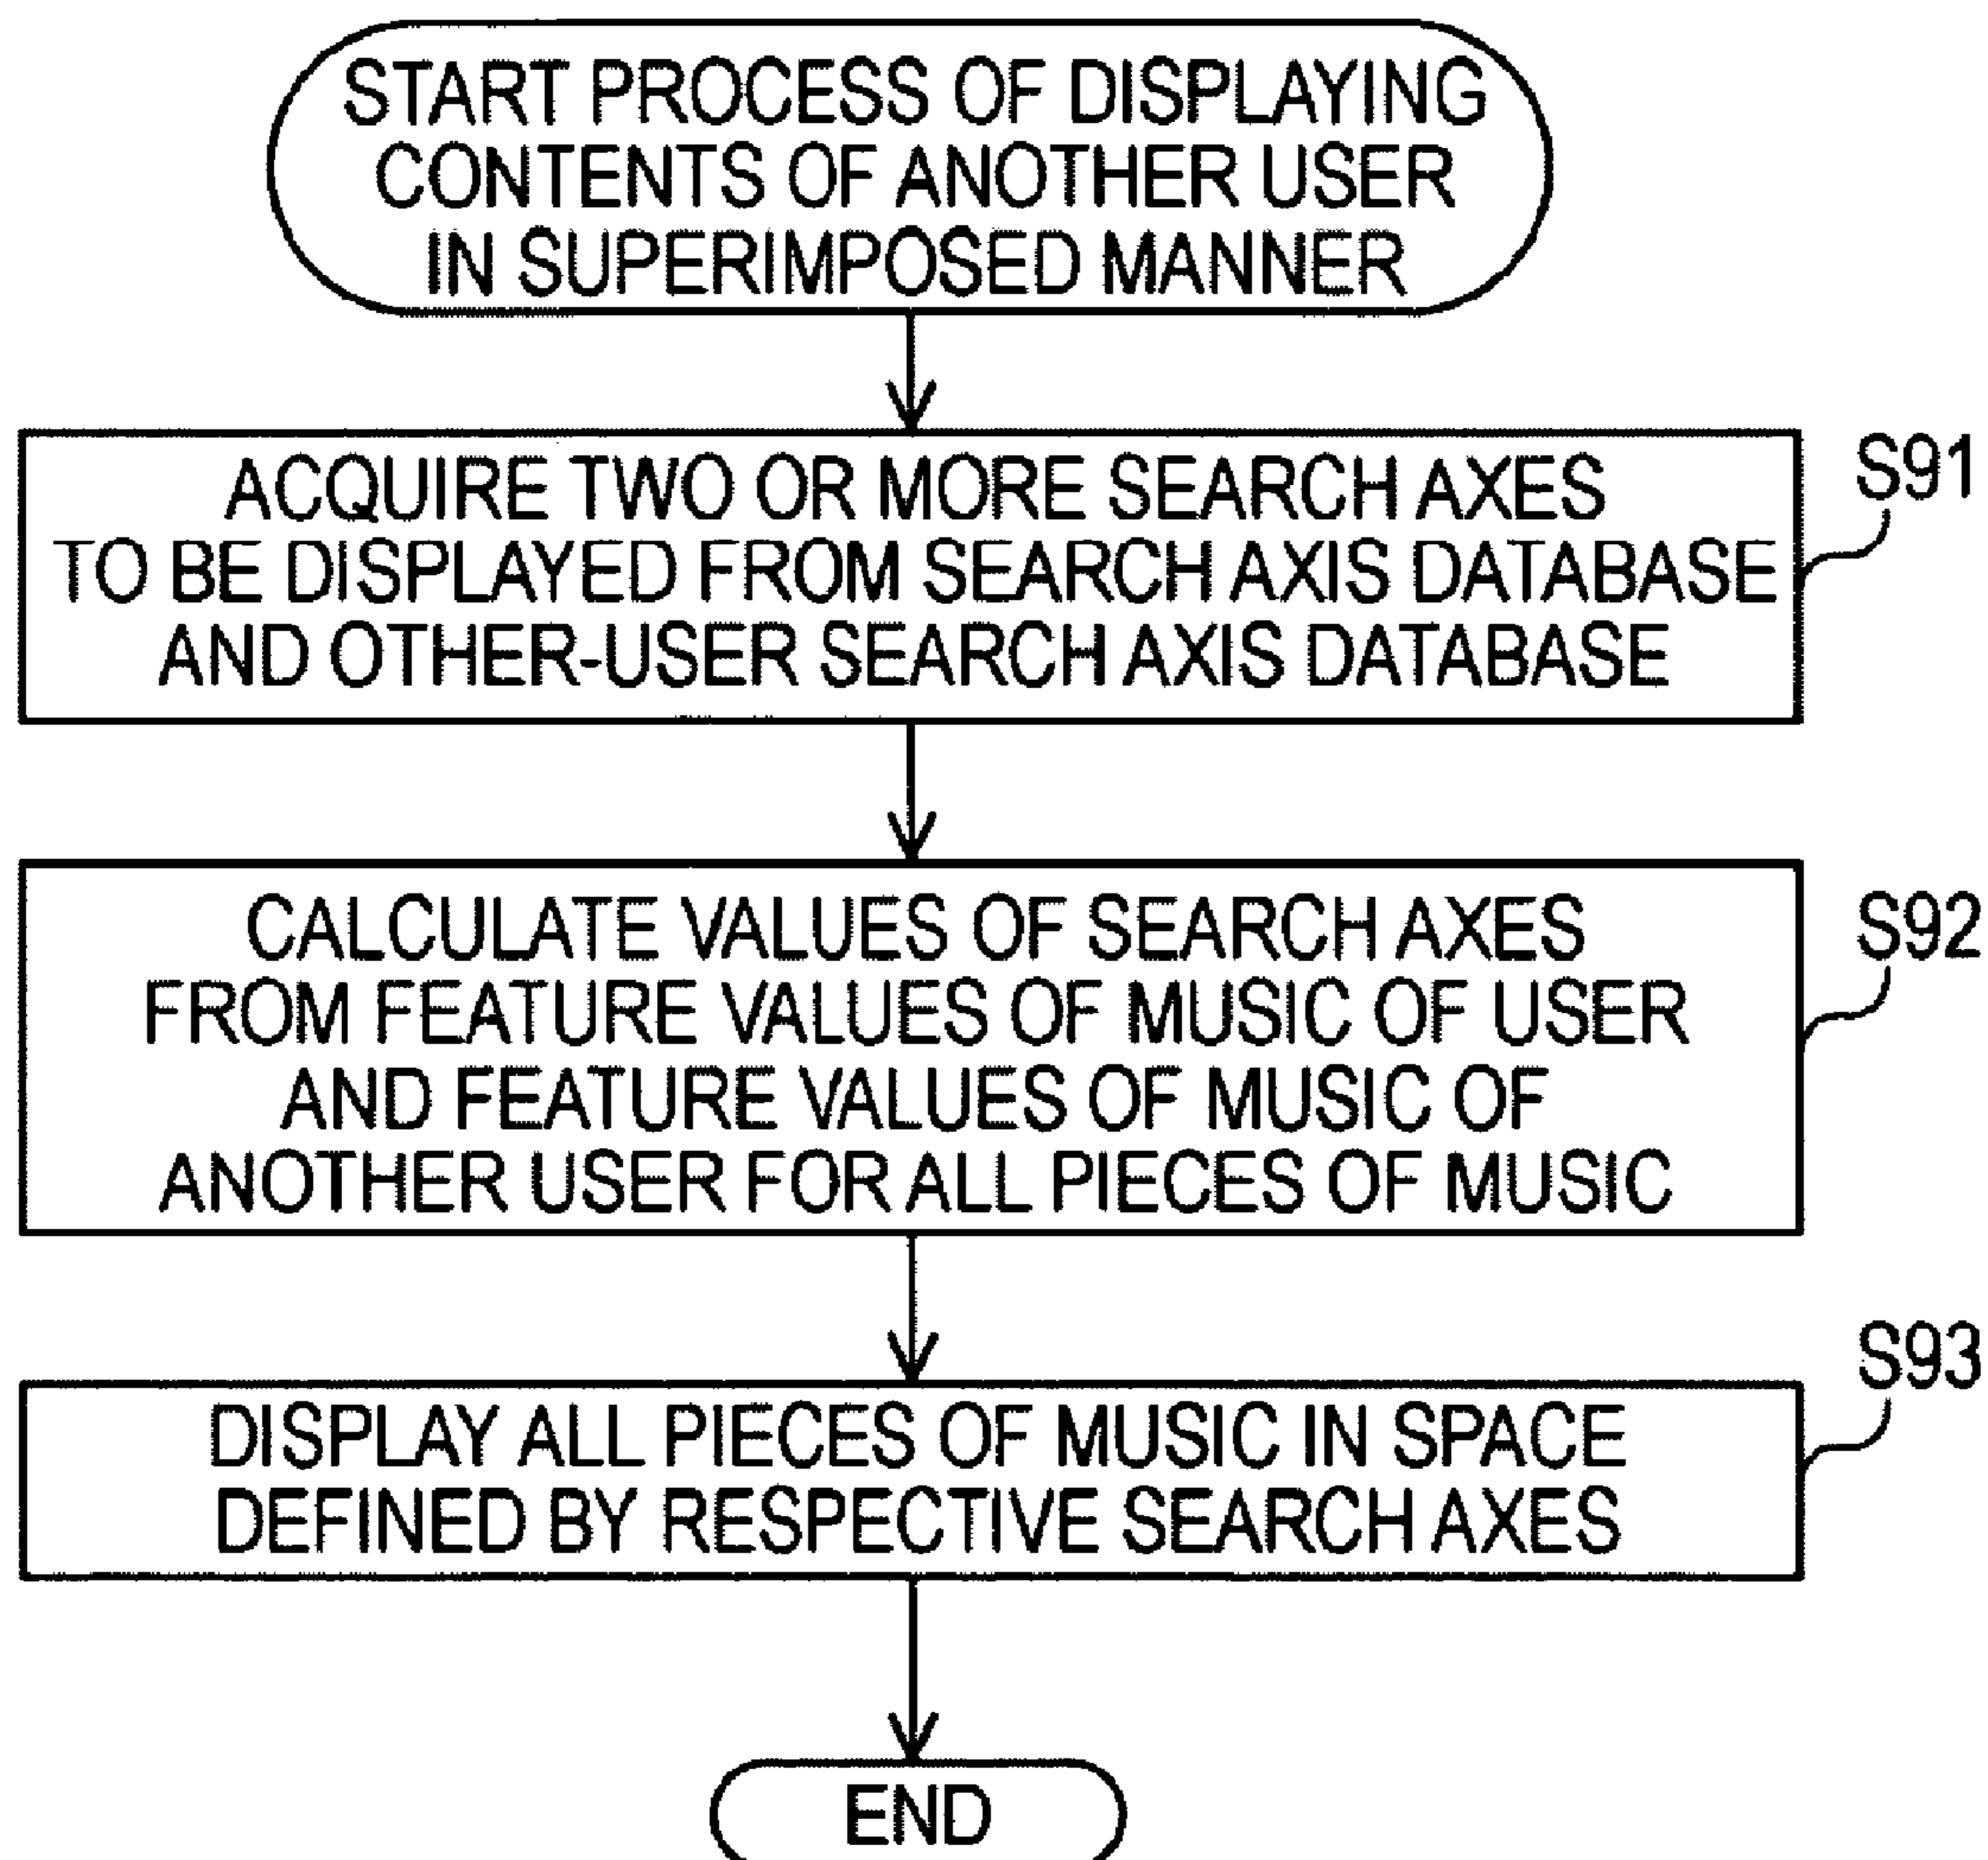 START PROCESS OF DISPLAYING
CONTENTS OF ANOTHER USER
IN SUPERIMPOSED MANNER
ACQUIRE TWO OR MORE SEARCH AXES
TO BE DISPLAYED FROM SEARCH AXIS DATABASE
AND OTHER-USER SEARCH AXIS DATABASE
S91
CALCULATE VALUES OF SEARCH AXES
FROM FEATURE VALUES OF MUSIC OF USER
AND FEATURE VALUES OF MUSIC OF
ANOTHER USER FOR ALL PIECES OF MUSIC
S92
DISPLAY ALL PIECES OF MUSIC IN SPACE
DEFINED BY RESPECTIVE SEARCH AXES
S93
END